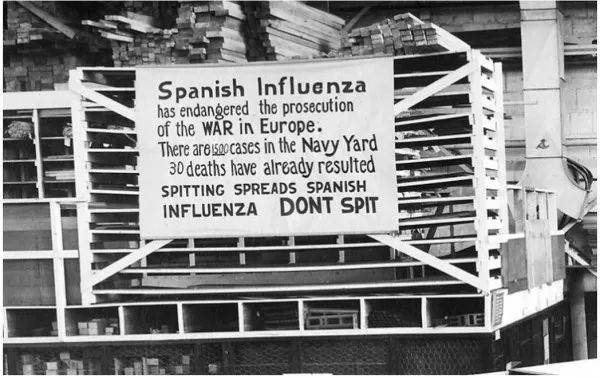 Spanish Influenza
has endangered the prosecution
of the WAR in Europe.
There are 1500 cases in the Navy Yard
30 deaths have already resulted
SPITTING SPREADS SPANISH
INFLUENZA DONT SPIT